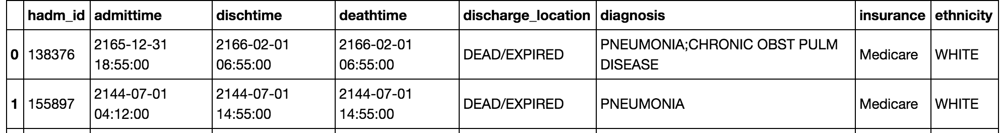 hadm_id admittime dischtime deathtime discharge_location diagnosis insurance ethnicity
0 138376 2165-12-31 18:55:00 2166-02-01 06:55:00 2166-02-01 06:55:00 DEAD/EXPIRED PNEUMONIA;CHRONIC OBST PULM DISEASE Medicare WHITE
1 155897 2144-07-01 04:12:00 2144-07-01 14:55:00 2144-07-01 14:55:00 DEAD/EXPIRED PNEUMONIA Medicare WHITE